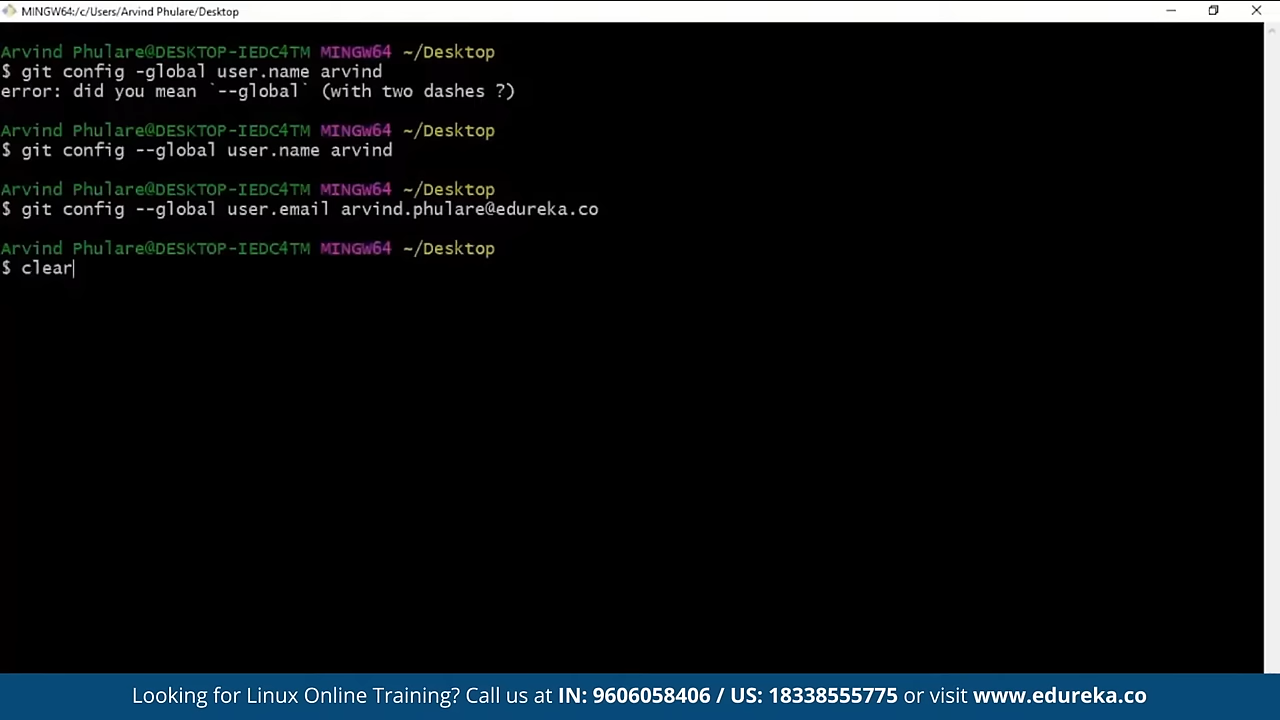 MINGW64:/c/Users/Arvind Phulare/Desktop
Arvind Phulare@DESKTOP-IEDC4TM MINGW64 ~/Desktop
$ git config -global user.name arvind
error: did you mean `--global` (with two dashes ?)
Arvind Phulare@DESKTOP-IEDC4TM MINGW64 ~/Desktop
$ git config --global user.name arvind
Arvind Phulare@DESKTOP-IEDC4TM MINGW64 ~/Desktop
$ git config --global user.email arvind.phulare@edureka.co
Arvind Phulare@DESKTOP-IEDC4TM MINGW64 ~/Desktop
$ clear
Looking for Linux Online Training? Call us at IN: 9606058406 / US: 18338555775 or visit www.edureka.co